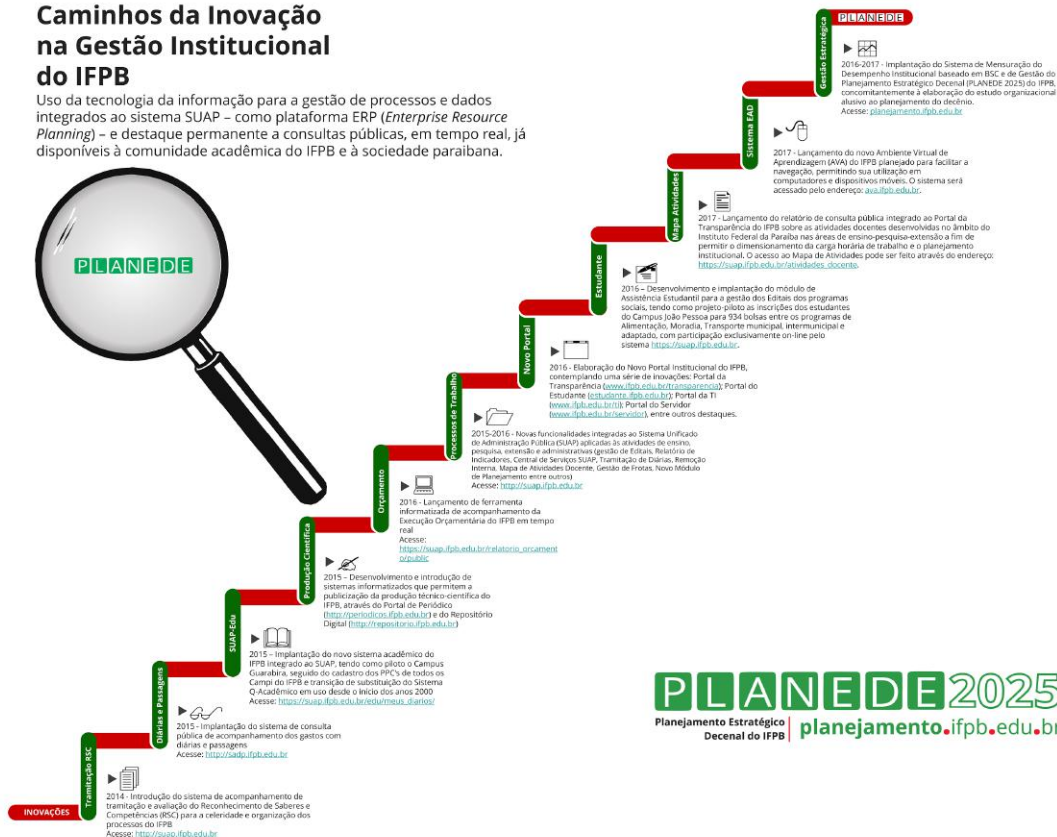 Caminhos da Inovação
na Gestão Institucional
do IFPB
Uso da tecnologia da informação para a gestão de processos e dados
integrados ao sistema SUAP – como plataforma ERP (Enterprise Resource
Planning) – e destaque permanente a consultas públicas, em tempo real, já
disponíveis à comunidade acadêmica do IFPB e à sociedade paraibana.
PLANEDE
PLANEDE
Gestão Estratégica
2016-2017 - Implantação do Sistema de Mensuração do
Desempenho Institucional baseado em BSC e de Gestão do
Planejamento Estratégico Decenal (PLANEDE 2025) do IFPB,
concomitantemente à elaboração do estudo organizacional
alusivo ao planejamento do decênio.
Acesse: planejamento.ifpb.edu.br
Sistema EAD
2017 - Lançamento do novo Ambiente Virtual de
Aprendizagem (AVA) do IFPB planejado para facilitar a
navegação, permitindo sua utilização em
computadores e dispositivos móveis. O sistema será
acessado pelo endereço: ava.ifpb.edu.br.
Mapa Atividades
2017 - Lançamento do relatório de consulta pública integrado ao Portal da
Transparência do IFPB sobre as atividades docentes desenvolvidas no âmbito do
Instituto Federal da Paraíba nas áreas de ensino-pesquisa-extensão a fim de
permitir o dimensionamento da carga horária de trabalho e o planejamento
institucional. O acesso ao Mapa de Atividades pode ser feito através do endereço:
https://suap.ifpb.edu.br/atividades_docente.
Estudante
2016 – Desenvolvimento e implantação do módulo de
Assistência Estudantil para a gestão dos Editais dos programas
sociais, tendo como projeto-piloto as inscrições dos estudantes
do Campus João Pessoa para 934 bolsas entre os programas de
Alimentação, Moradia, Transporte municipal, intermunicipal e
adaptado, com participação exclusivamente on-line pelo
sistema https://suap.ifpb.edu.br.
Novo Portal
2016 - Elaboração do Novo Portal Institucional do IFPB,
contemplando uma série de inovações: Portal da
Transparência (www.ifpb.edu.br/transparencia); Portal do
Estudante (estudante.ifpb.edu.br); Portal da TI
(www.ifpb.edu.br/ti); Portal do Servidor
(www.ifpb.edu.br/servidor), entre outros destaques.
Processos de Trabalho
2015-2016 - Novas funcionalidades integradas ao Sistema Unificado
de Administração Pública (SUAP) aplicadas às atividades de ensino,
pesquisa, extensão e administrativas (gestão de Editais, Relatório de
Indicadores, Central de Serviços SUAP, Tramitação de Diárias, Remoção
Interna, Mapa de Atividades Docente, Gestão de Frotas, Novo Módulo
de Planejamento entre outros)
Acesse: http://suap.ifpb.edu.br
Orçamento
2016 - Lançamento de ferramenta
informatizada de acompanhamento da
Execução Orçamentária do IFPB em tempo
real
Acesse:
https://suap.ifpb.edu.br/relatorio_orcament
o/public
Produção Científica
2015 – Desenvolvimento e introdução de
sistemas informatizados que permitem a
publicização da produção técnico-científica do
IFPB, através do Portal de Periódico
(http://periodicos.ifpb.edu.br) e do Repositório
Digital (http://repositorio.ifpb.edu.br)
SUAP-Edu
2015 – Implantação do novo sistema acadêmico do
IFPB integrado ao SUAP, tendo como piloto o Campus
Guarabira, seguido do cadastro dos PPC's de todos os
Campi do IFPB e transição de substituição do Sistema
Q-Acadêmico em uso desde o início dos anos 2000
Acesse: https://suap.ifpb.edu.br/edu/meus_diarios/
Diárias e Passagens
2015 - Implantação do sistema de consulta
pública de acompanhamento dos gastos com
diárias e passagens
Acesse: http://sadp.ifpb.edu.br
Tramitação RSC
2014 - Introdução do sistema de acompanhamento de
tramitação e avaliação do Reconhecimento de Saberes e
Competências (RSC) para a celeridade e organização dos
processos do IFPB
Acesse: http://suap.ifpb.edu.br
INOVAÇÕES
PLANEDE 2025
Planejamento Estratégico
Decenal do IFPB
planejamento.ifpb.edu.br